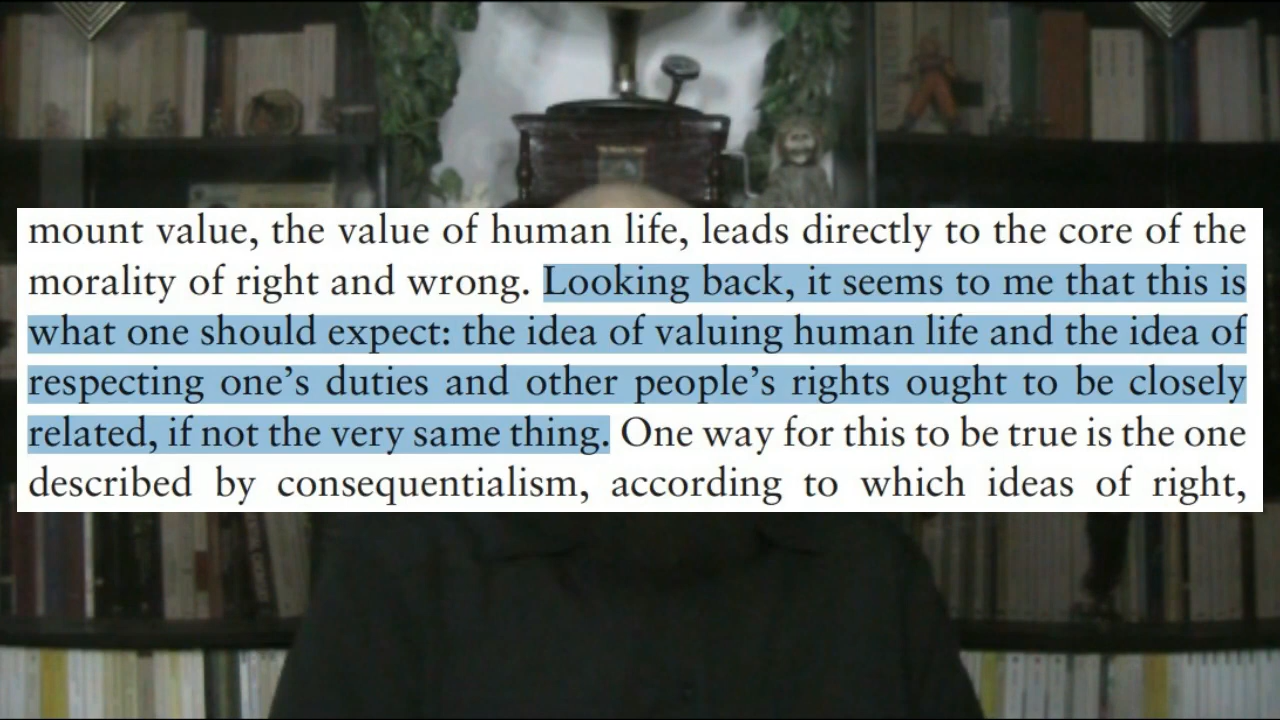 mount value, the value of human life, leads directly to the core of the
morality of right and wrong. Looking back, it seems to me that this is
what one should expect: the idea of valuing human life and the idea of
respecting one’s duties and other people’s rights ought to be closely
related, if not the very same thing. One way for this to be true is the one
described by consequentialism, according to which ideas of right,